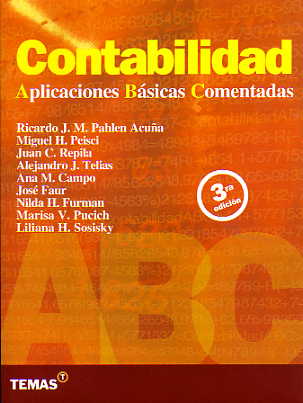 Contabilidad
Aplicaciones Básicas Comentadas
Ricardo J. M. Pahlen Acuña
Miguel H. Peisci
Juan C. Repila
Alejandro J. Telias
Ana M. Campo
José Faur
Nilda H. Furman
Marisa V. Pucich
Liliana H. Sosisky
3ra
edición
ABC
TEMAS T